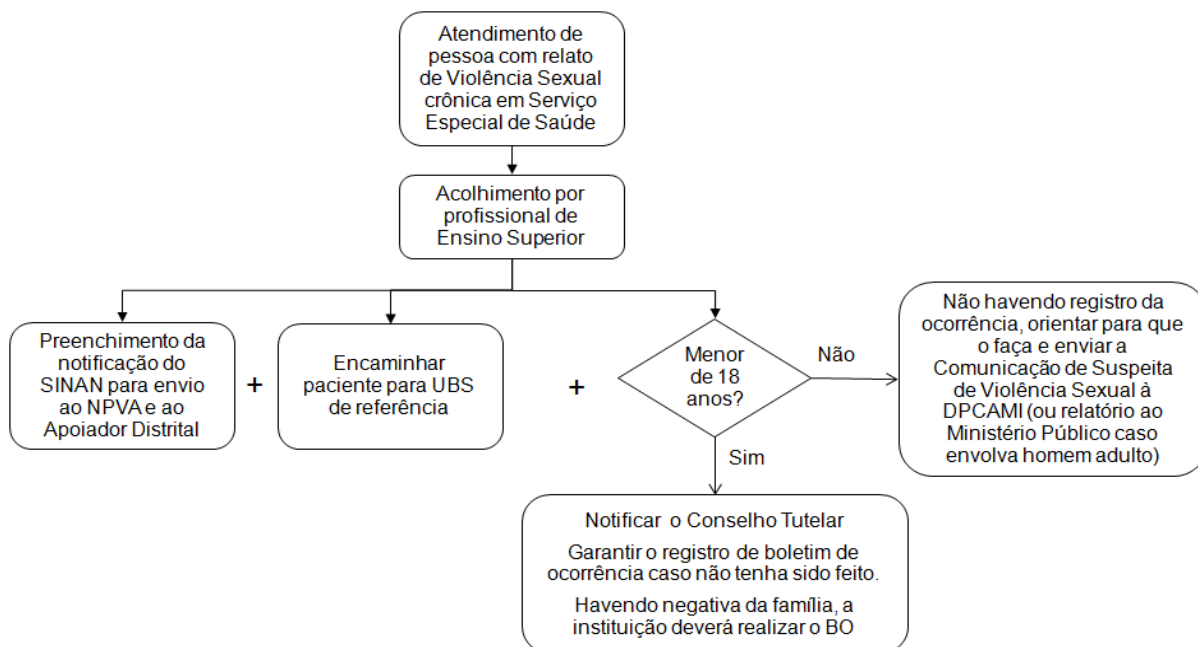 Atendimento de
pessoa com relato
de Violência Sexual
crônica em Serviço
Especial de Saúde
Acolhimento por
profissional de
Ensino Superior
Preenchimento da
notificação do
SINAN para envio
ao NPVA e ao
Apoiador Distrital
+
Encaminhar
paciente para UBS
de referência
+
Menor
de 18
anos?
Não
Não havendo registro da
ocorrência, orientar para que
o faça e enviar a
Comunicação de Suspeita
de Violência Sexual à
DPCAMI (ou relatório ao
Ministério Público caso
envolva homem adulto)
Sim
Notificar o Conselho Tutelar
Garantir o registro de boletim de
ocorrência caso não tenha sido feito.
Havendo negativa da família, a
instituição deverá realizar o BO